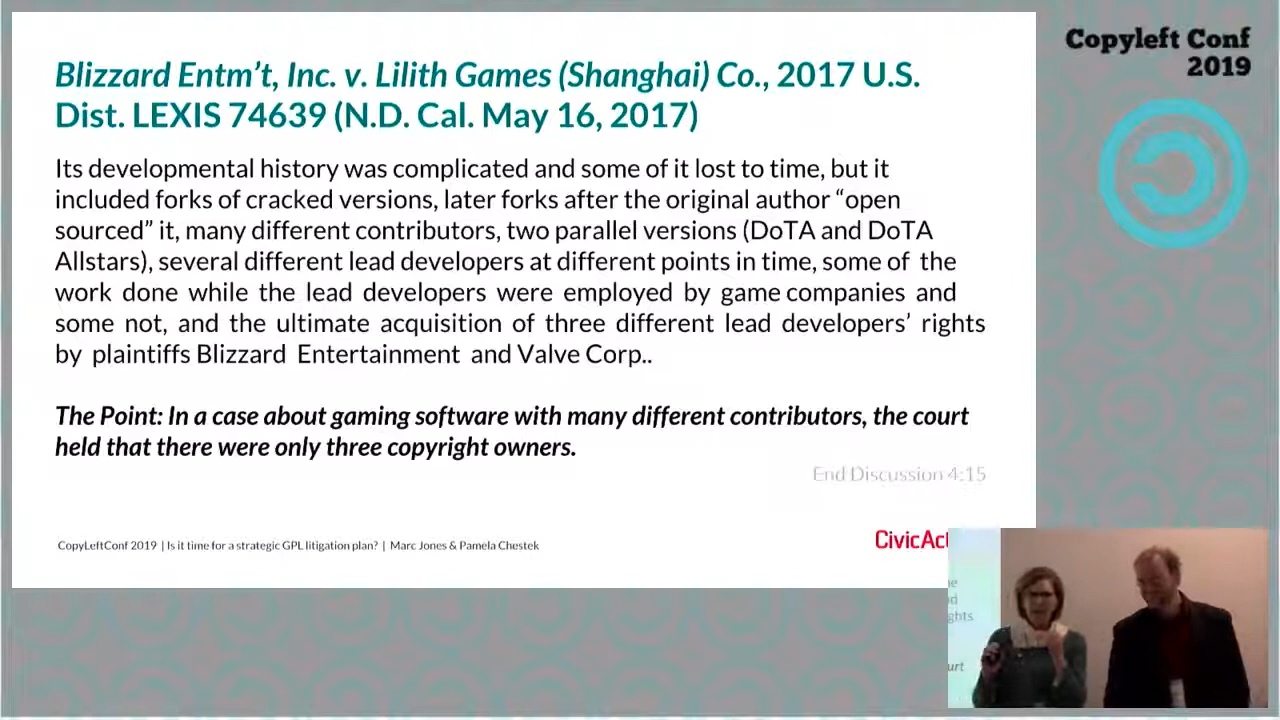 Blizzard Entm’t, Inc. v. Lilith Games (Shanghai) Co., 2017 U.S.
Dist. LEXIS 74639 (N.D. Cal. May 16, 2017)
Its developmental history was complicated and some of it lost to time, but it
included forks of cracked versions, later forks after the original author “open
sourced” it, many different contributors, two parallel versions (DoTA and DoTA
Allstars), several different lead developers at different points in time, some of the
work done while the lead developers were employed by game companies and
some not, and the ultimate acquisition of three different lead developers’ rights
by plaintiffs Blizzard Entertainment and Valve Corp..
The Point: In a case about gaming software with many different contributors, the court
held that there were only three copyright owners.
End Discussion 4:15
CopyLeftConf 2019 | Is it time for a strategic GPL litigation plan? | Marc Jones & Pamela Chestek
CivicAct
Copyleft Conf
2019
ghts
urt